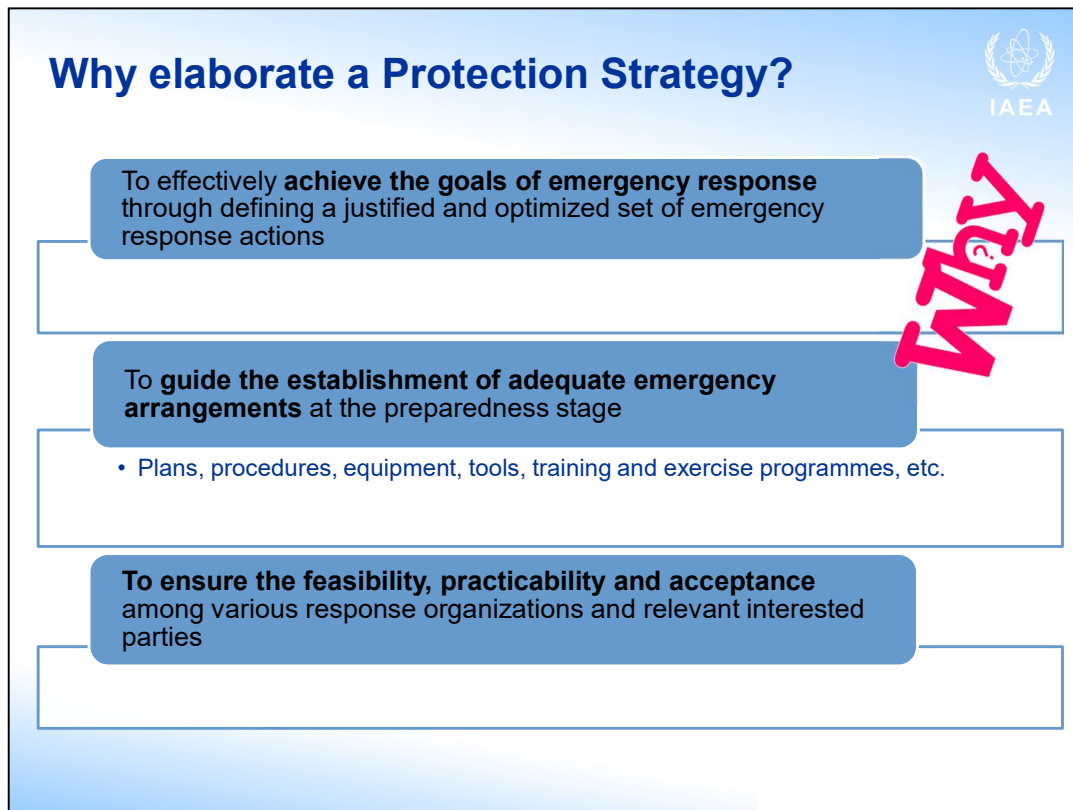 Why elaborate a Protection Strategy?
IAEA
To effectively achieve the goals of emergency response
through defining a justified and optimized set of emergency
response actions
Why
?
To guide the establishment of adequate emergency
arrangements at the preparedness stage
• Plans, procedures, equipment, tools, training and exercise programmes, etc.
To ensure the feasibility, practicability and acceptance
among various response organizations and relevant interested
parties